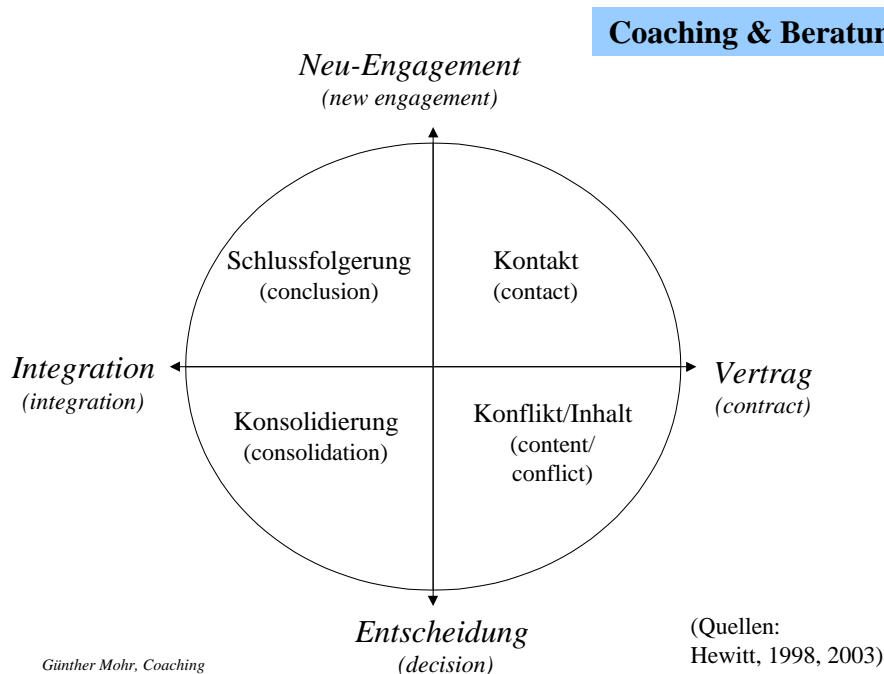 Coaching & Beratun
Neu-Engagement
(new engagement)
Schlussfolgerung
(conclusion)
Kontakt
(contact)
Integration
(integration)
Vertrag
(contract)
Konsolidierung
(consolidation)
Konflikt/Inhalt
(content/
conflict)
Entscheidung
(decision)
(Quellen:
Hewitt, 1998, 2003)
Günther Mohr, Coaching